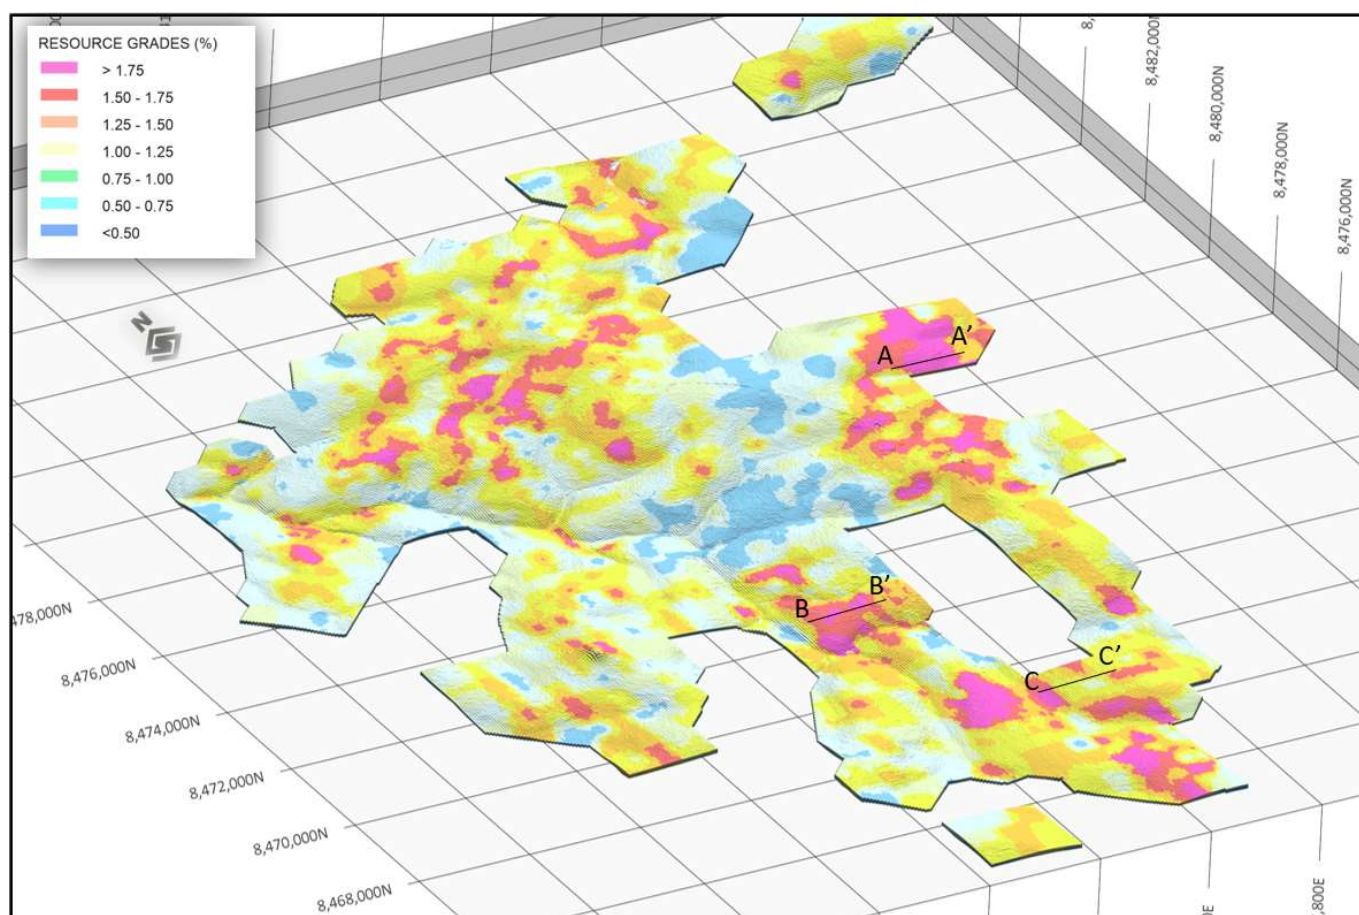 RESOURCE GRADES (%)
> 1.75
1.50 - 1.75
1.25 - 1.50
1.00 - 1.25
0.75 - 1.00
0.50 - 0.75
<0.50
8,482,000N
8,480,000N
8,478,000N
8,476,000N
N
A
A’
B
B’
C
C’
478,000N
8,476,000N
8,474,000N
8,472,000N
8,470,000N
8,468,000N
800E